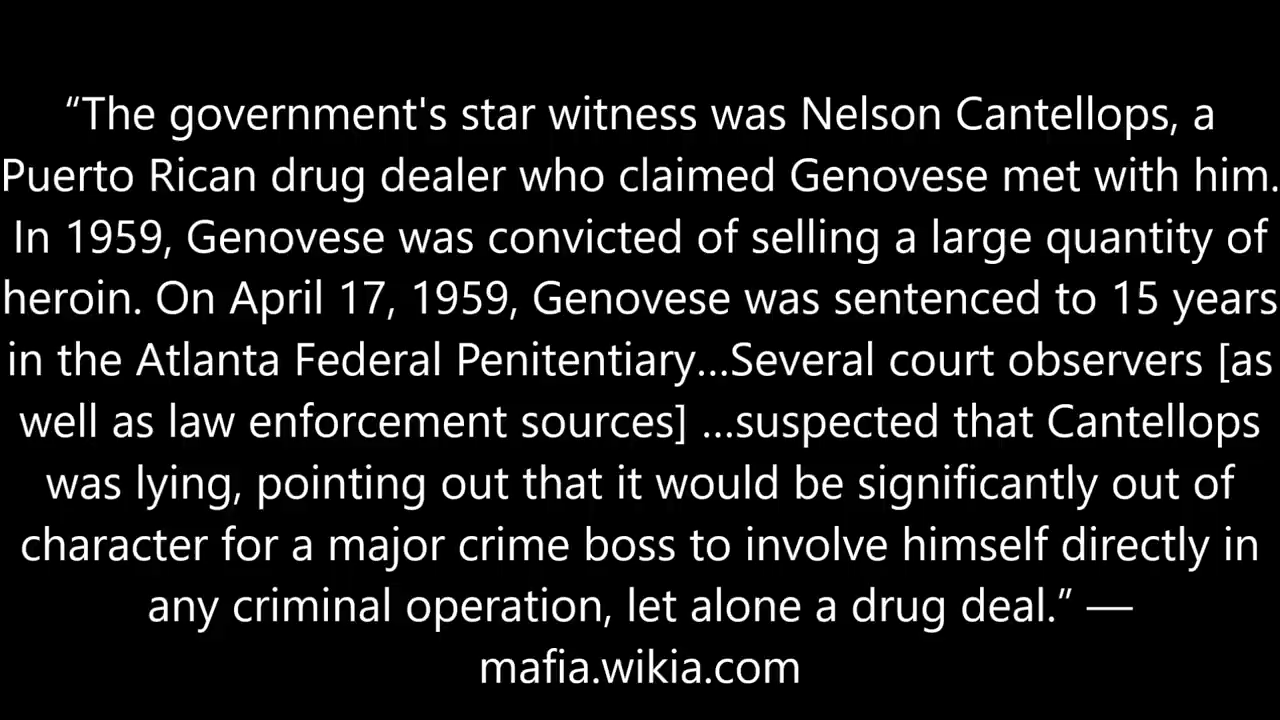 “The government's star witness was Nelson Cantellops, a
Puerto Rican drug dealer who claimed Genovese met with him.
In 1959, Genovese was convicted of selling a large quantity of
heroin. On April 17, 1959, Genovese was sentenced to 15 years
in the Atlanta Federal Penitentiary...Several court observers [as
well as law enforcement sources] ...suspected that Cantellops
was lying, pointing out that it would be significantly out of
character for a major crime boss to involve himself directly in
any criminal operation, let alone a drug deal.” —
mafia.wikia.com